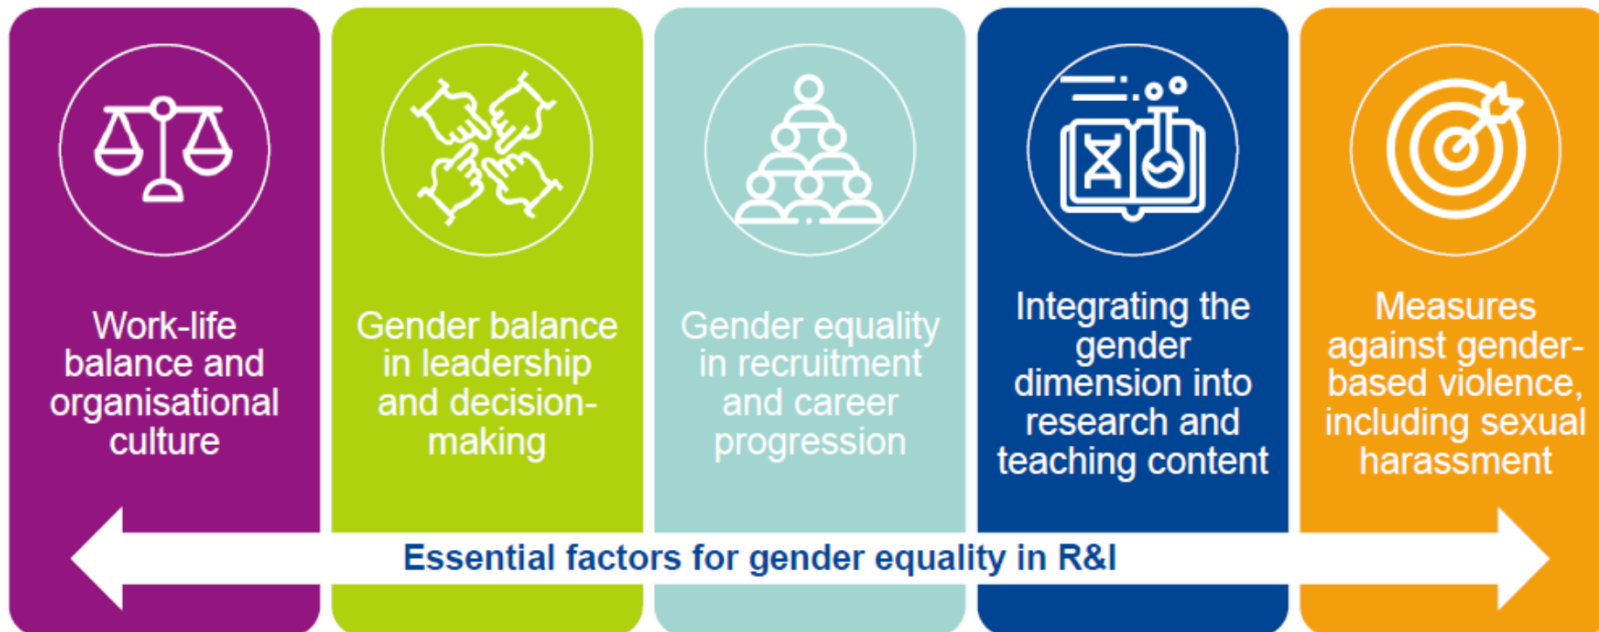 Work-life
balance and
organisational
culture
Gender balance
in leadership
and decision-
making
Gender equality
in recruitment
and career
progression
Integrating the
gender
dimension into
research and
teaching content
Measures
against gender-
based violence,
including sexual
harassment
Essential factors for gender equality in R&I